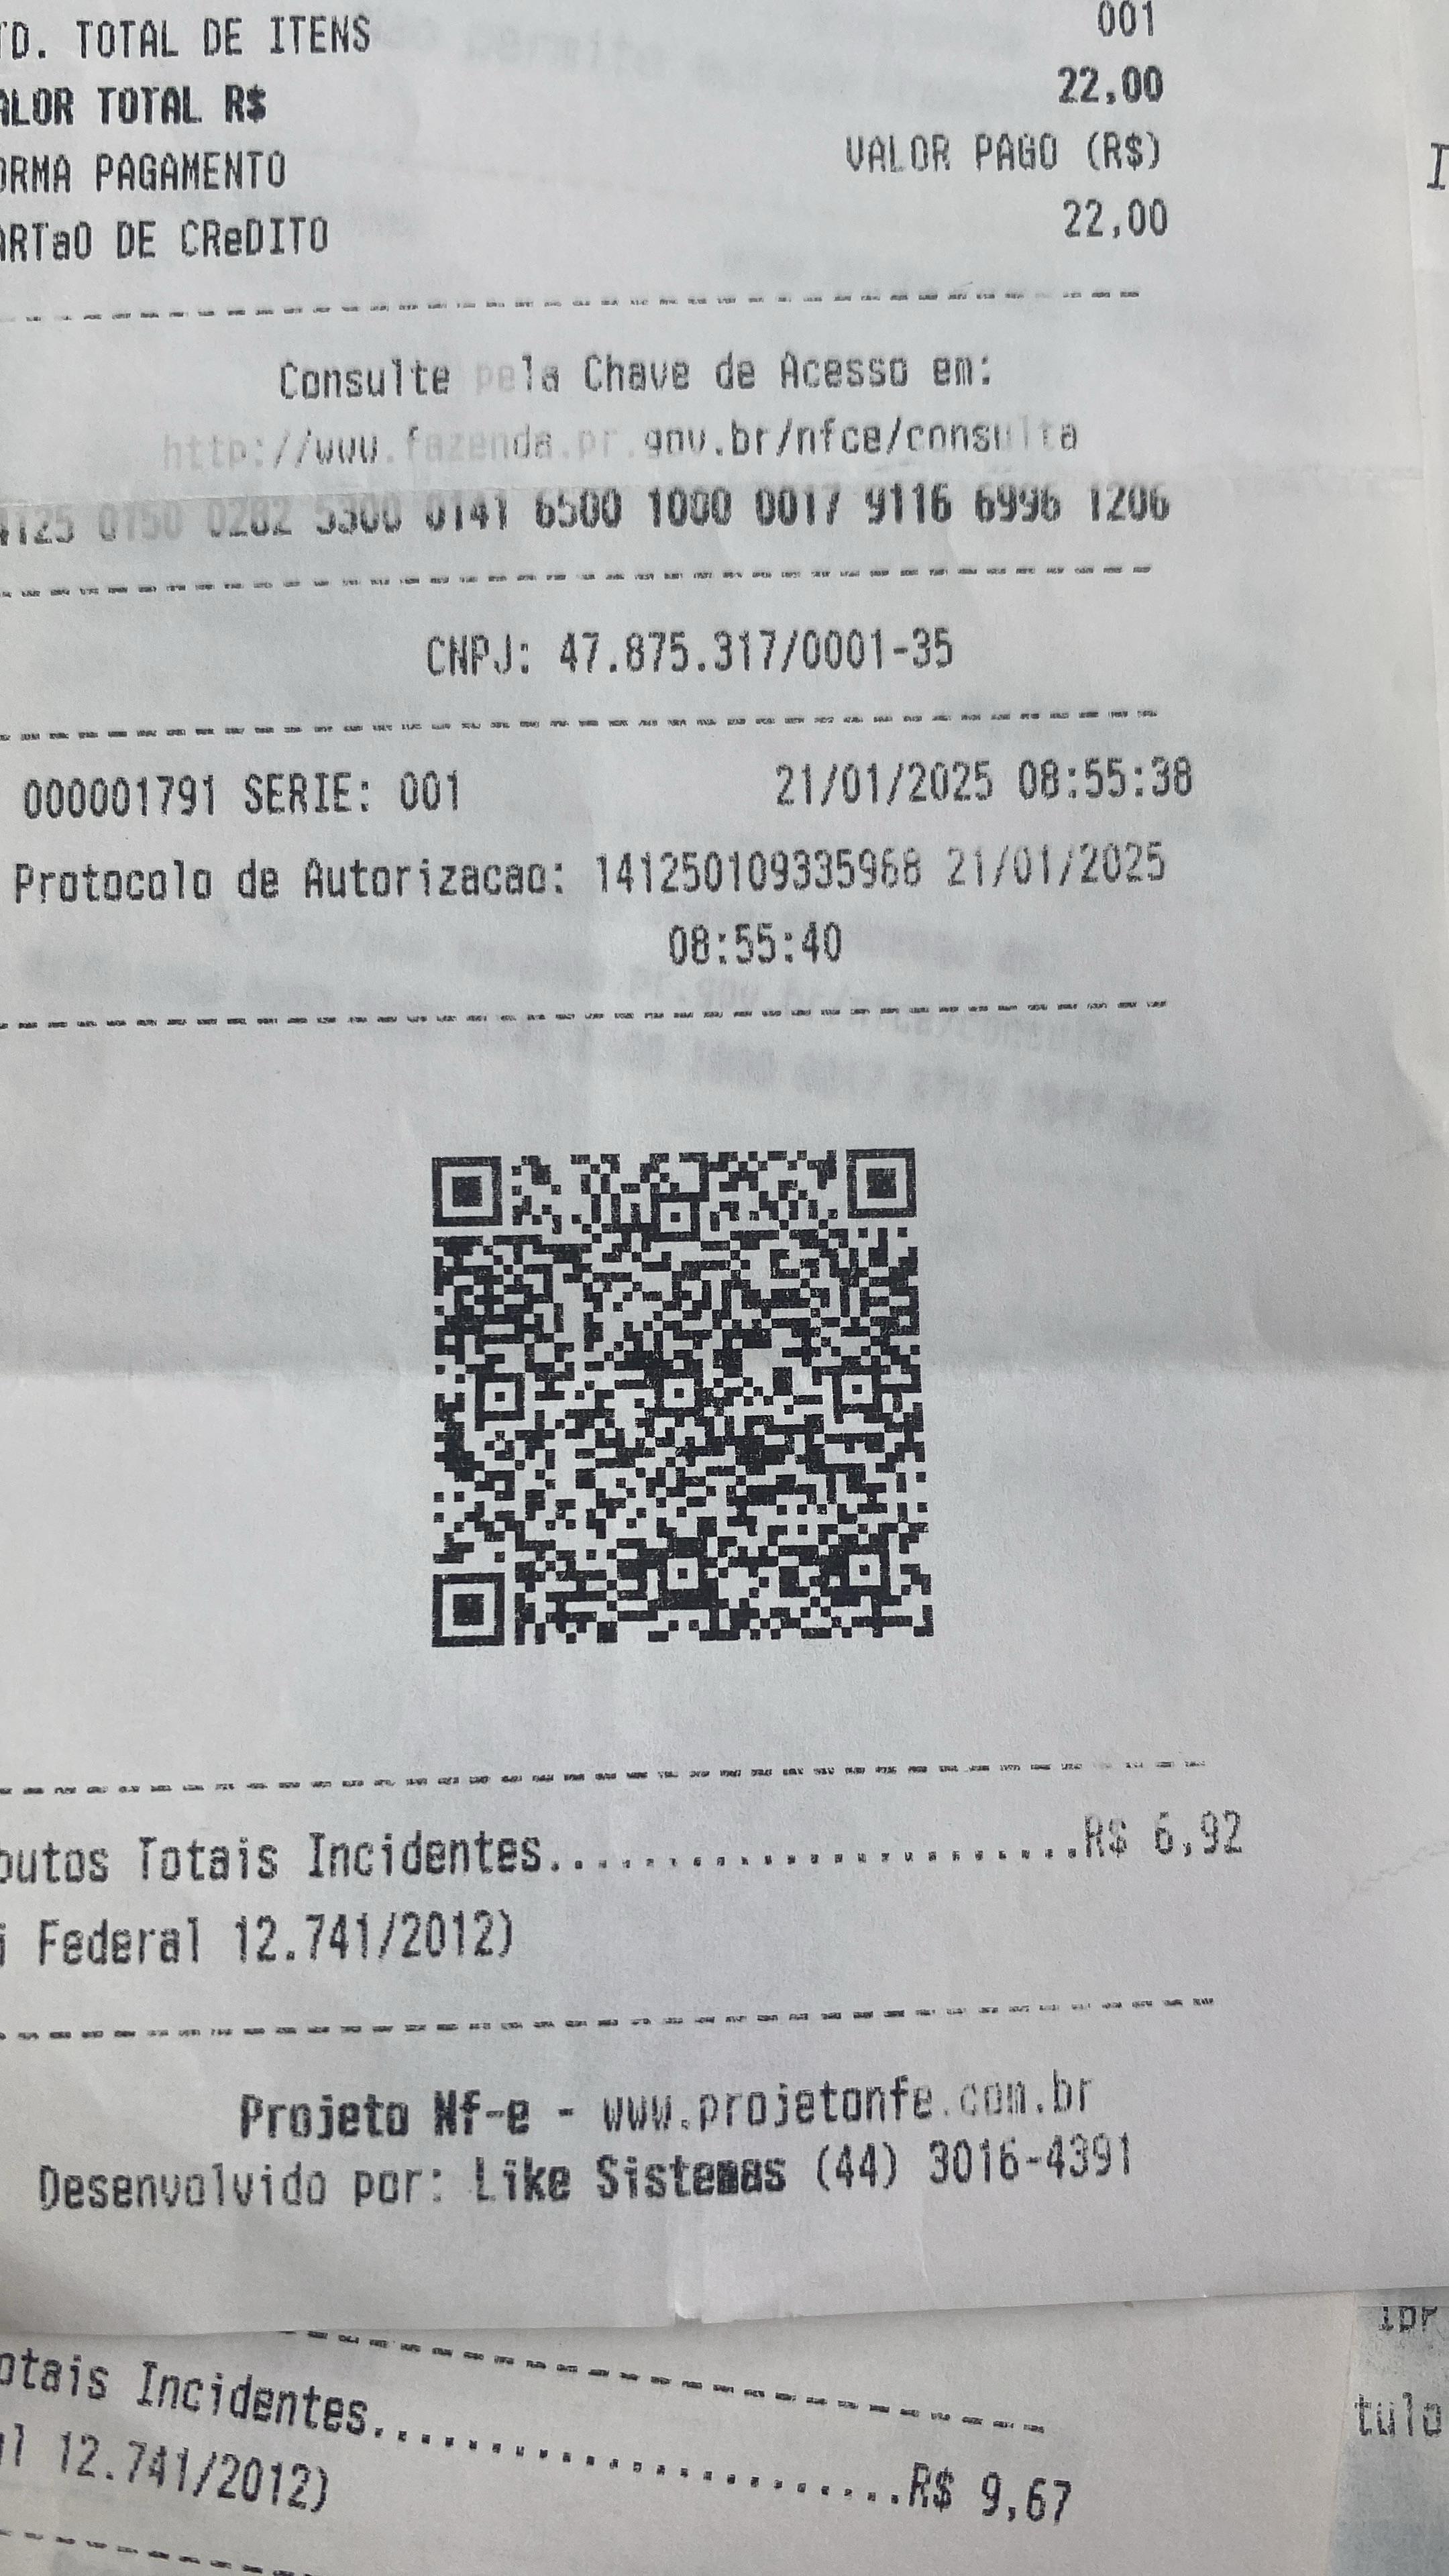 TD. TOTAL DE ITENS 001
ALOR TOTAL R$ 22,00
ORMA PAGAMENTO VALOR PAGO (R$)
ARTaO DE CReDITO 22,00
Consulte pela Chave de Acesso em:
http://www.fazenda.pr.gov.br/nfce/consulta
4125 0150 0282 5300 0141 6500 1000 0017 9116 6996 1206
CNPJ: 47.875.317/0001-35
000001791 SERIE: 001 21/01/2025 08:55:38
Protocolo de Autorizacao: 141250109335968 21/01/2025
08:55:40
butos Totais Incidentes.........................R$ 6,92
i Federal 12.741/2012)
Projeto Nf-e - www.projetonfe.com.br
Desenvolvido por: Like Sistemas (44) 3016-4391
otais Incidentes.........................R$ 9,67
al 12.741/2012)
tulo